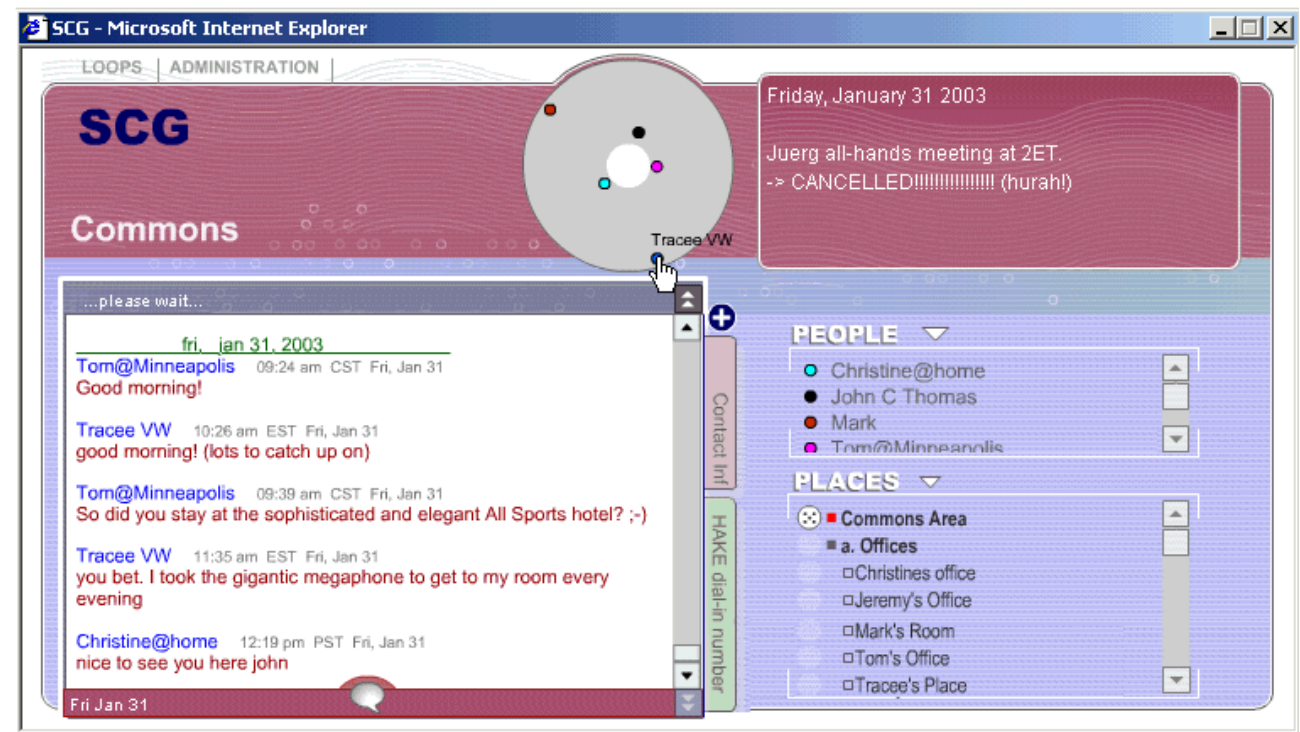 SCG - Microsoft Internet Explorer
LOOPS | ADMINISTRATION |
SCG
Commons
Tracee VW
Friday, January 31 2003
Juerg all-hands meeting at 2ET.
-> CANCELLED!!!!!!!!!!!!!!!! (hurah!)
...please wait...
fri, jan 31, 2003
Tom@Minneapolis 09:24 am CST Fri, Jan 31
Good morning!
Tracee VW 10:26 am EST Fri, Jan 31
good morning! (lots to catch up on)
Tom@Minneapolis 09:39 am CST Fri, Jan 31
So did you stay at the sophisticated and elegant All Sports hotel? ;-)
Tracee VW 11:35 am EST Fri, Jan 31
you bet. I took the gigantic megaphone to get to my room every
evening
Christine@home 12:19 pm PST Fri, Jan 31
nice to see you here john
Fri Jan 31
Contact Inf
HAKE dial-in number
PEOPLE
Christine@home
John C Thomas
Mark
Tom@Minneapolis
PLACES
Commons Area
a. Offices
Christines office
Jeremy's Office
Mark's Room
Tom's Office
Tracee's Place